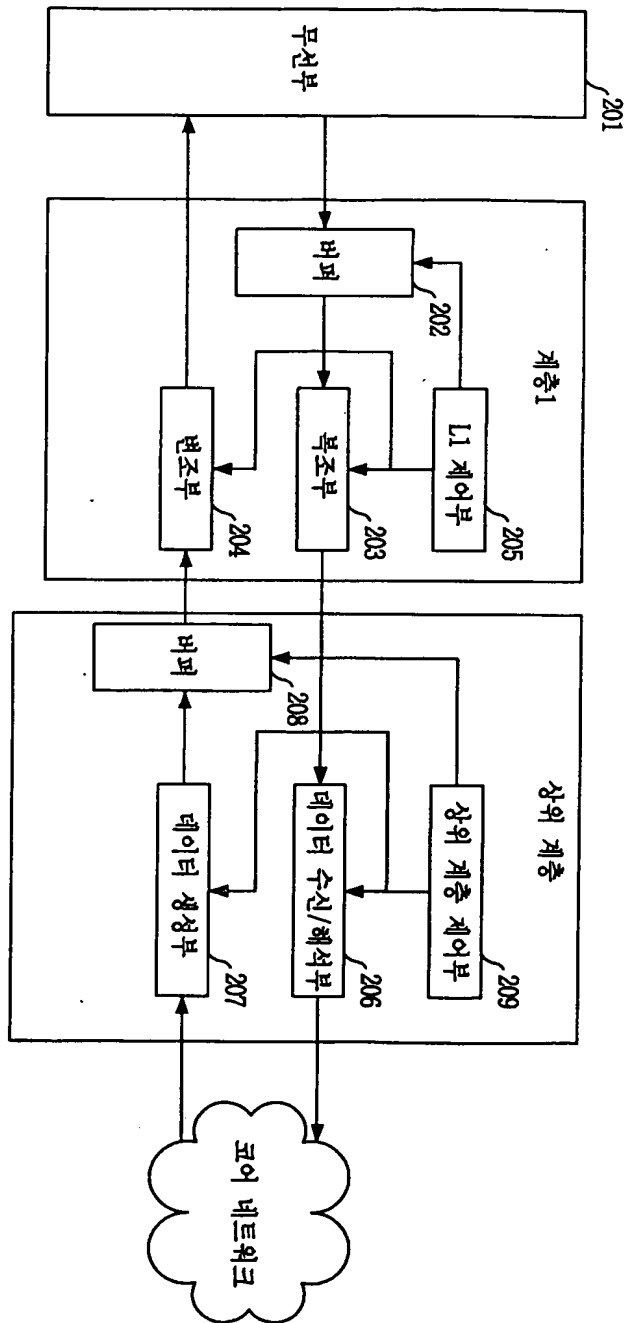 무선부
201
계층1
버퍼
202
L1 제어부
205
복조부
203
변조부
204
상위 계층
버퍼
208
상위 계층 제어부
209
데이터 수신/해석부
206
데이터 생성부
207
코어 네트워크